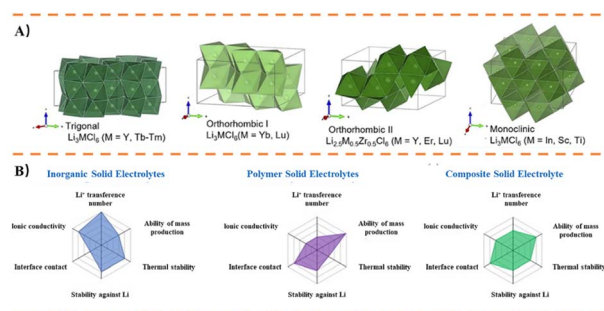 A)
Trigonal
Li3MCl6 (M = Y, Tb-Tm)
Orthorhombic I
Li3MCl6(M = Yb, Lu)
Orthorhombic II
Li2.5M0.5Zr0.5Cl6 (M = Y, Er, Lu)
Monoclinic
Li3MCl6 (M = In, Sc, Ti)
B)
Inorganic Solid Electrolytes
Li+ transference
number
Ionic conductivity
Ability of mass
production
Interface contact
Thermal stability
Stability against Li
Polymer Solid Electrolytes
Li+ transference
number
Ionic conductivity
Ability of mass
production
Interface contact
Thermal stability
Stability against Li
Composite Solid Electrolyte
Li+ transference
number
Ionic conductivity
Ability of mass
production
Interface contact
Thermal stability
Stability against Li